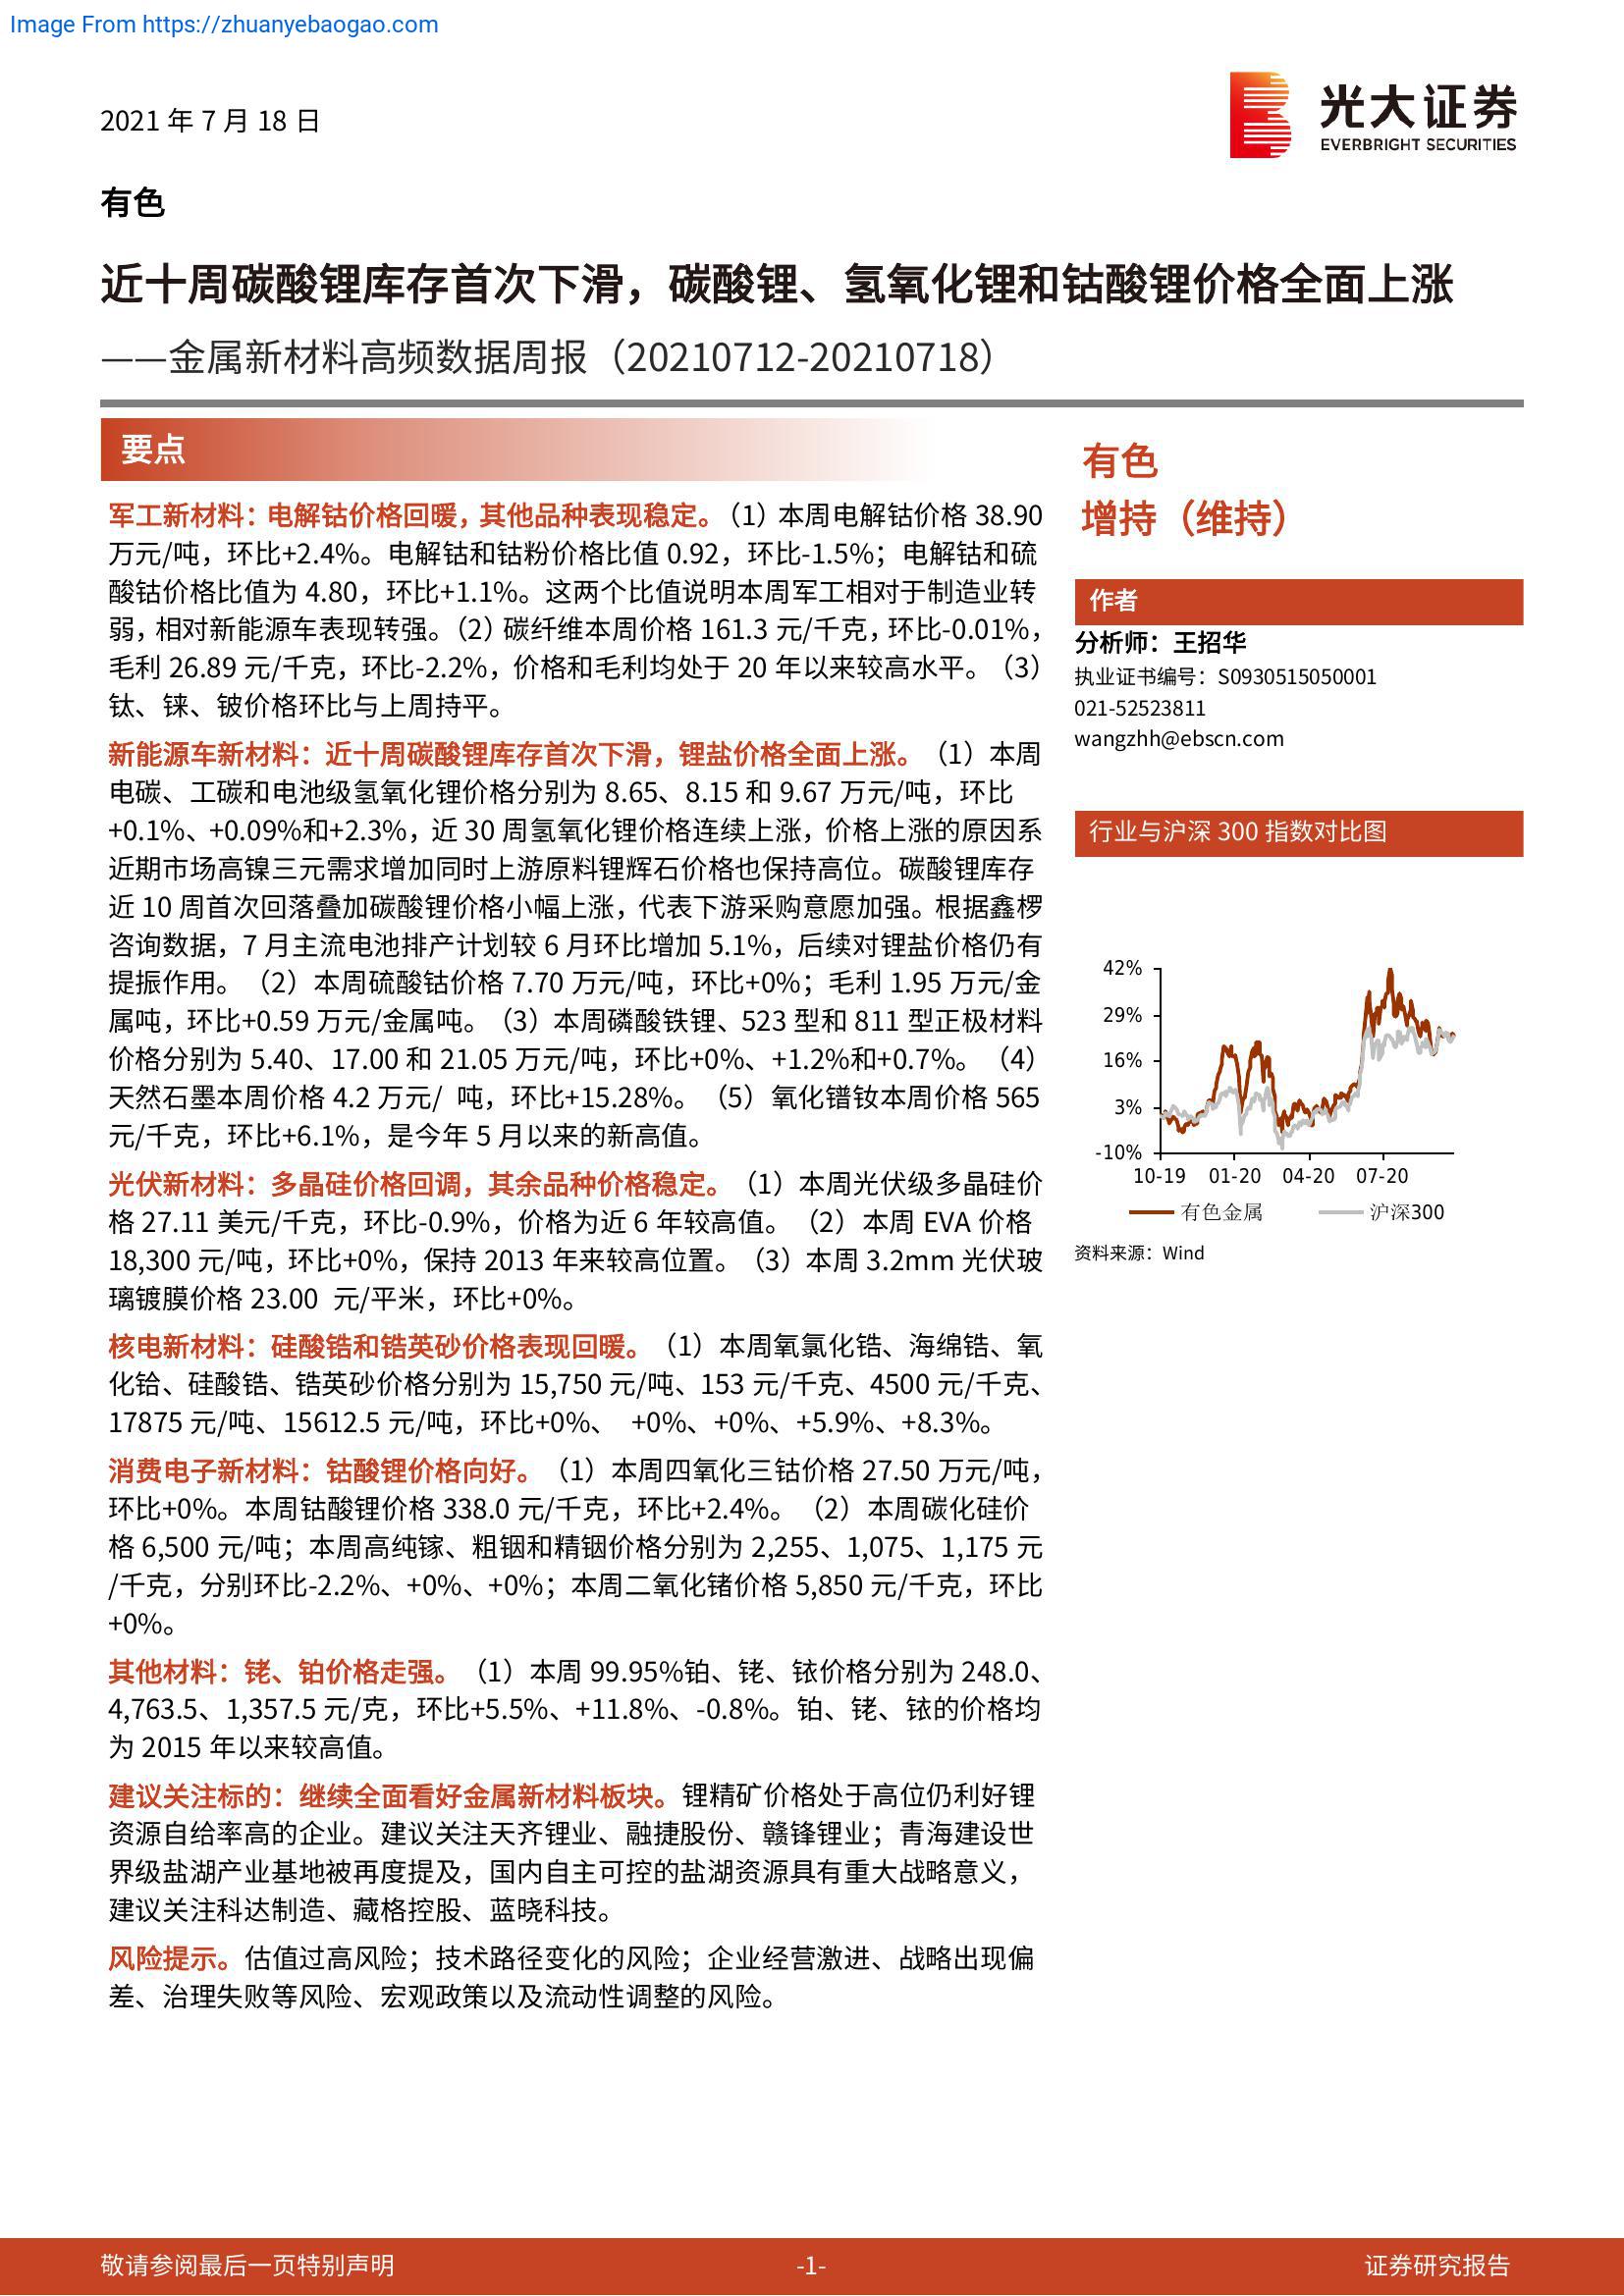 Image From https://zhuanyebaogao.com
2021 年 7 月 18 日
光大证券
EVERBRIGHT SECURITIES
有色
近十周碳酸锂库存首次下滑，碳酸锂、氢氧化锂和钴酸锂价格全面上涨
——金属新材料高频数据周报（20210712-20210718）
要点
军工新材料：电解钴价格回暖，其他品种表现稳定。（1）本周电解钴价格 38.90
万元/吨，环比+2.4%。电解钴和钴粉价格比值 0.92，环比-1.5%；电解钴和硫
酸钴价格比值为 4.80，环比+1.1%。这两个比值说明本周军工相对于制造业转
弱，相对新能源车表现转强。（2）碳纤维本周价格 161.3 元/千克，环比-0.01%，
毛利 26.89 元/千克，环比-2.2%，价格和毛利均处于 20 年以来较高水平。（3）
钛、铼、铍价格环比与上周持平。
新能源车新材料：近十周碳酸锂库存首次下滑，锂盐价格全面上涨。（1）本周
电碳、工碳和电池级氢氧化锂价格分别为 8.65、8.15 和 9.67 万元/吨，环比
+0.1%、+0.09%和+2.3%，近 30 周氢氧化锂价格连续上涨，价格上涨的原因系
近期市场高镍三元需求增加同时上游原料锂辉石价格也保持高位。碳酸锂库存
近 10 周首次回落叠加碳酸锂价格小幅上涨，代表下游采购意愿加强。根据鑫椤
咨询数据，7 月主流电池排产计划较 6 月环比增加 5.1%，后续对锂盐价格仍有
提振作用。（2）本周硫酸钴价格 7.70 万元/吨，环比+0%；毛利 1.95 万元/金
属吨，环比+0.59 万元/金属吨。（3）本周磷酸铁锂、523 型和 811 型正极材料
价格分别为 5.40、17.00 和 21.05 万元/吨，环比+0%、+1.2%和+0.7%。（4）
天然石墨本周价格 4.2 万元/ 吨，环比+15.28%。（5）氧化镨钕本周价格 565
元/千克，环比+6.1%，是今年 5 月以来的新高值。
光伏新材料：多晶硅价格回调，其余品种价格稳定。（1）本周光伏级多晶硅价
格 27.11 美元/千克，环比-0.9%，价格为近 6 年较高值。（2）本周 EVA 价格
18,300 元/吨，环比+0%，保持 2013 年来较高位置。（3）本周 3.2mm 光伏玻
璃镀膜价格 23.00 元/平米，环比+0%。
核电新材料：硅酸锆和锆英砂价格表现回暖。（1）本周氧氯化锆、海绵锆、氧
化铪、硅酸锆、锆英砂价格分别为 15,750 元/吨、153 元/千克、4500 元/千克、
17875 元/吨、15612.5 元/吨，环比+0%、 +0%、+0%、+5.9%、+8.3%。
消费电子新材料：钴酸锂价格向好。（1）本周四氧化三钴价格 27.50 万元/吨，
环比+0%。本周钴酸锂价格 338.0 元/千克，环比+2.4%。（2）本周碳化硅价
格 6,500 元/吨；本周高纯镓、粗铟和精铟价格分别为 2,255、1,075、1,175 元
/千克，分别环比-2.2%、+0%、+0%；本周二氧化锗价格 5,850 元/千克，环比
+0%。
其他材料：铑、铂价格走强。（1）本周 99.95%铂、铑、铱价格分别为 248.0、
4,763.5、1,357.5 元/克，环比+5.5%、+11.8%、-0.8%。铂、铑、铱的价格均
为 2015 年以来较高值。
建议关注标的：继续全面看好金属新材料板块。锂精矿价格处于高位仍利好锂
资源自给率高的企业。建议关注天齐锂业、融捷股份、赣锋锂业；青海建设世
界级盐湖产业基地被再度提及，国内自主可控的盐湖资源具有重大战略意义，
建议关注科达制造、藏格控股、蓝晓科技。
风险提示。估值过高风险；技术路径变化的风险；企业经营激进、战略出现偏
差、治理失败等风险、宏观政策以及流动性调整的风险。
有色
增持（维持）
作者
分析师：王招华
执业证书编号：S0930515050001
021-52523811
wangzhh@ebscn.com
行业与沪深 300 指数对比图
42%
29%
16%
3%
-10%
10-19 01-20 04-20 07-20
有色金属 沪深300
资料来源：Wind
敬请参阅最后一页特别声明
-1-
证券研究报告